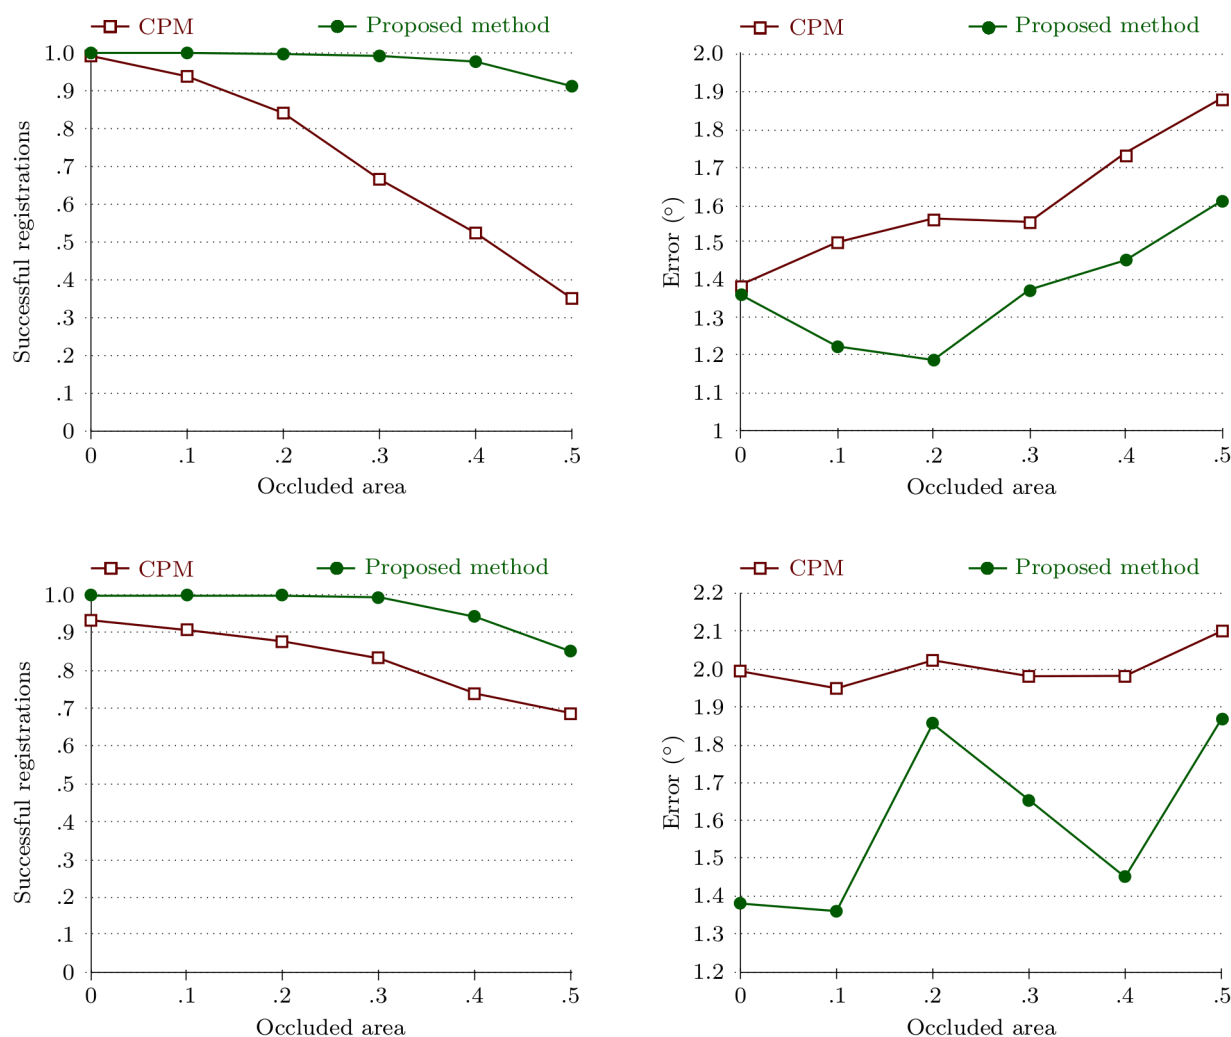 CPM Proposed method
1.0
.9
.8
.7
.6
.5
.4
.3
.2
.1
0
Successful registrations
0 .1 .2 .3 .4 .5
Occluded area
CPM Proposed method
2.0
1.9
1.8
1.7
1.6
1.5
1.4
1.3
1.2
1.1
1
Error (°)
0 .1 .2 .3 .4 .5
Occluded area
CPM Proposed method
1.0
.9
.8
.7
.6
.5
.4
.3
.2
.1
0
Successful registrations
0 .1 .2 .3 .4 .5
Occluded area
CPM Proposed method
2.2
2.1
2.0
1.9
1.8
1.7
1.6
1.5
1.4
1.3
1.2
Error (°)
0 .1 .2 .3 .4 .5
Occluded area